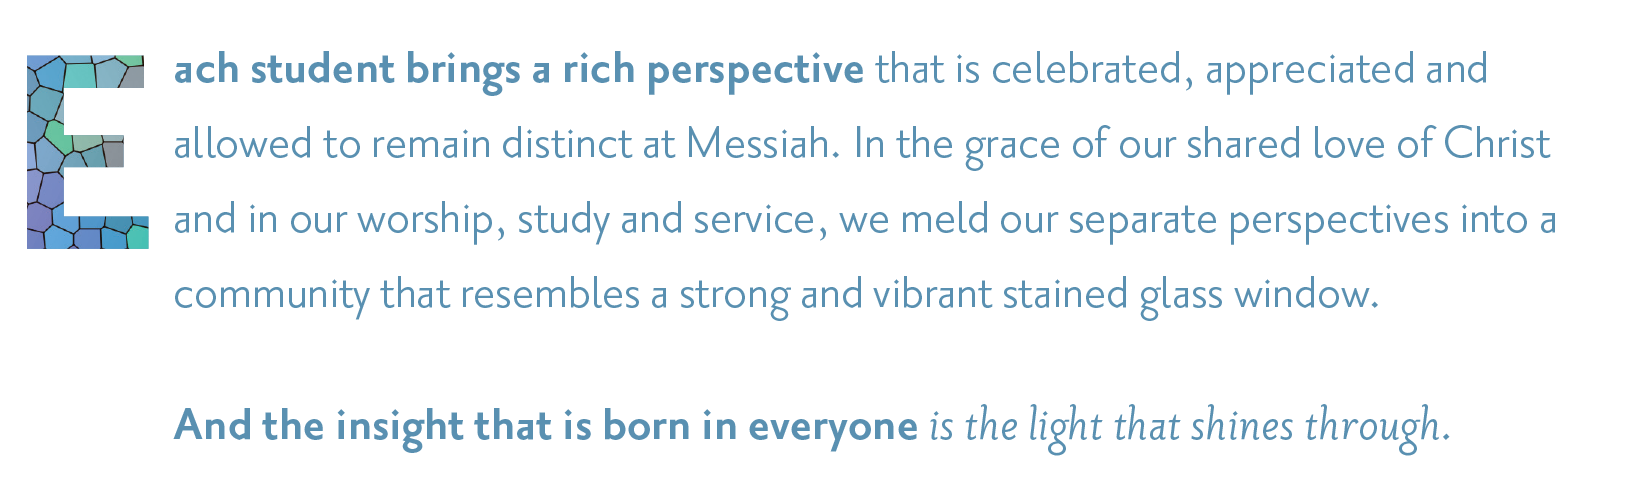 Each student brings a rich perspective that is celebrated, appreciated and
allowed to remain distinct at Messiah. In the grace of our shared love of Christ
and in our worship, study and service, we meld our separate perspectives into a
community that resembles a strong and vibrant stained glass window.
And the insight that is born in everyone is the light that shines through.